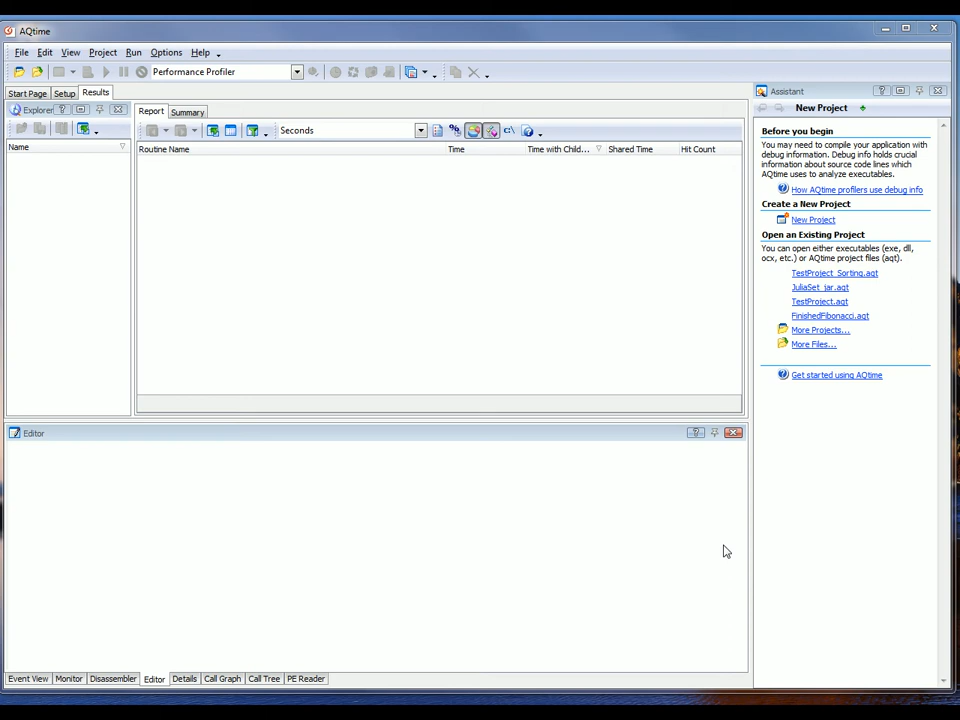 AQtime
File Edit View Project Run Options Help
Performance Profiler
Start Page Setup Results
Explorer
Name
Report Summary
Seconds
Routine Name Time Time with Child... Shared Time Hit Count
Editor
Event View Monitor Disassembler Editor Details Call Graph Call Tree PE Reader
Assistant
New Project
Before you begin
You may need to compile your application with
debug information. Debug info holds crucial
information about source code lines which
AQtime uses to analyze executables.
How AQtime profilers use debug info
Create a New Project
New Project
Open an Existing Project
You can open either executables (exe, dll,
ocx, etc.) or AQtime project files (aqt).
TestProject_Sorting.aqt
JuliaSet_jar.aqt
TestProject.aqt
FinishedFibonacci.aqt
More Projects...
More Files...
Get started using AQtime